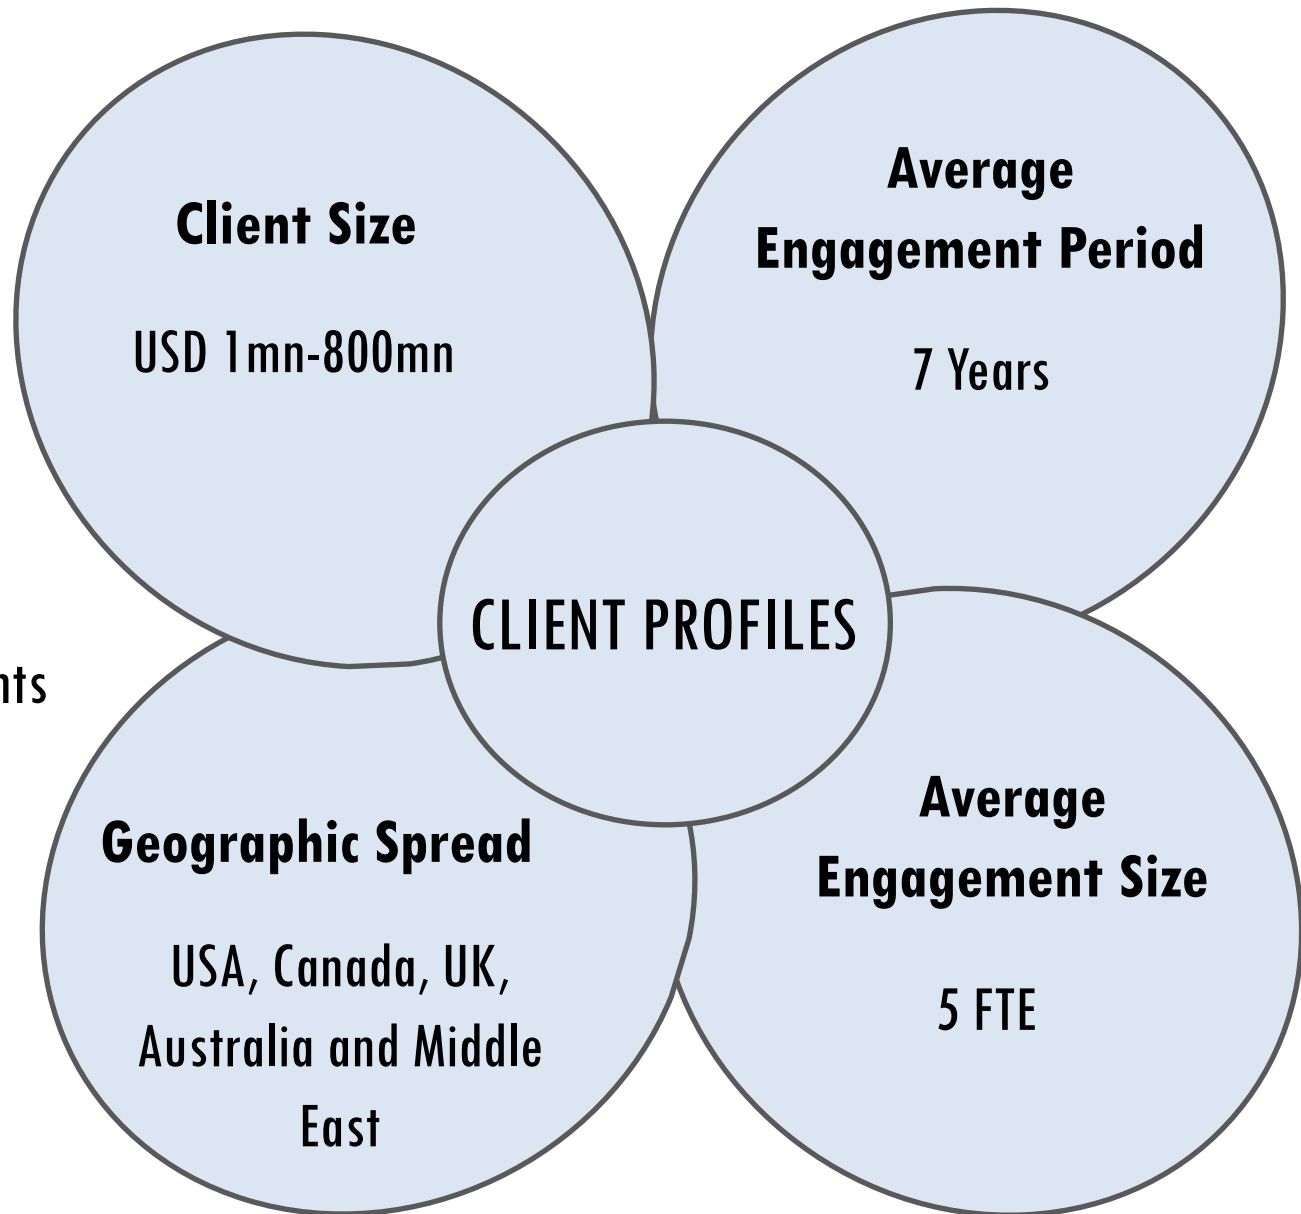 Client Size
USD 1mn-800mn
Average
Engagement Period
7 Years
CLIENT PROFILES
nts
Geographic Spread
USA, Canada, UK,
Australia and Middle
East
Average
Engagement Size
5 FTE